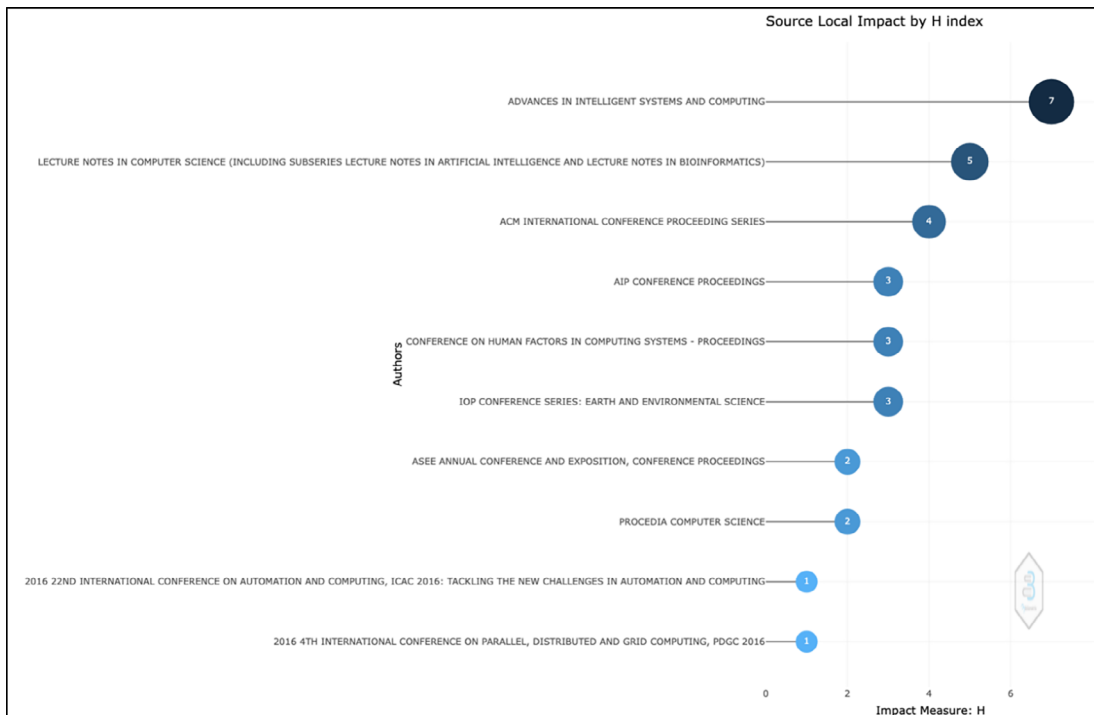 Source Local Impact by H index
ADVANCES IN INTELLIGENT SYSTEMS AND COMPUTING
7
LECTURE NOTES IN COMPUTER SCIENCE (INCLUDING SUBSERIES LECTURE NOTES IN ARTIFICIAL INTELLIGENCE AND LECTURE NOTES IN BIOINFORMATICS)
5
ACM INTERNATIONAL CONFERENCE PROCEEDING SERIES
4
AIP CONFERENCE PROCEEDINGS
3
CONFERENCE ON HUMAN FACTORS IN COMPUTING SYSTEMS - PROCEEDINGS
3
Authors
IOP CONFERENCE SERIES: EARTH AND ENVIRONMENTAL SCIENCE
3
ASEE ANNUAL CONFERENCE AND EXPOSITION, CONFERENCE PROCEEDINGS
2
PROCEDIA COMPUTER SCIENCE
2
2016 22ND INTERNATIONAL CONFERENCE ON AUTOMATION AND COMPUTING, ICAC 2016: TACKLING THE NEW CHALLENGES IN AUTOMATION AND COMPUTING
1
2016 4TH INTERNATIONAL CONFERENCE ON PARALLEL, DISTRIBUTED AND GRID COMPUTING, PDGC 2016
1
0 2 4 6
Impact Measure: H